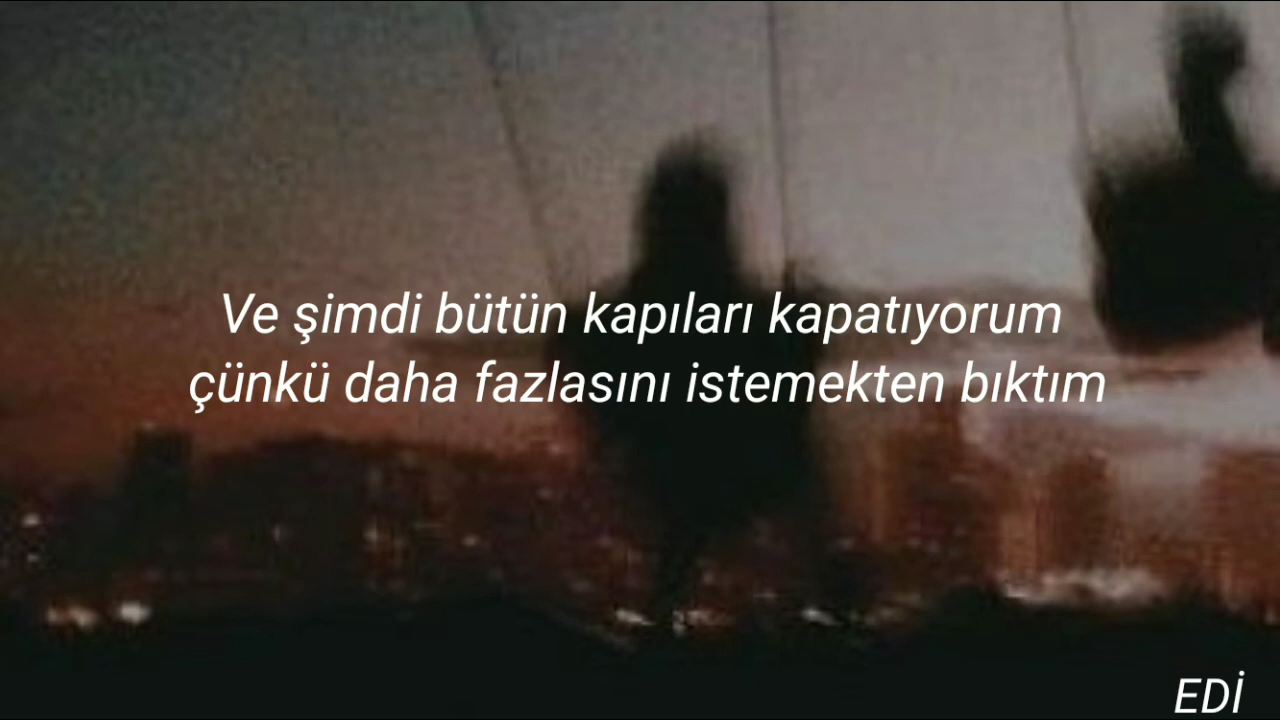 Ve şimdi bütün kapıları kapatıyorum
çünkü daha fazlasını istemekten bıktım
EDİ